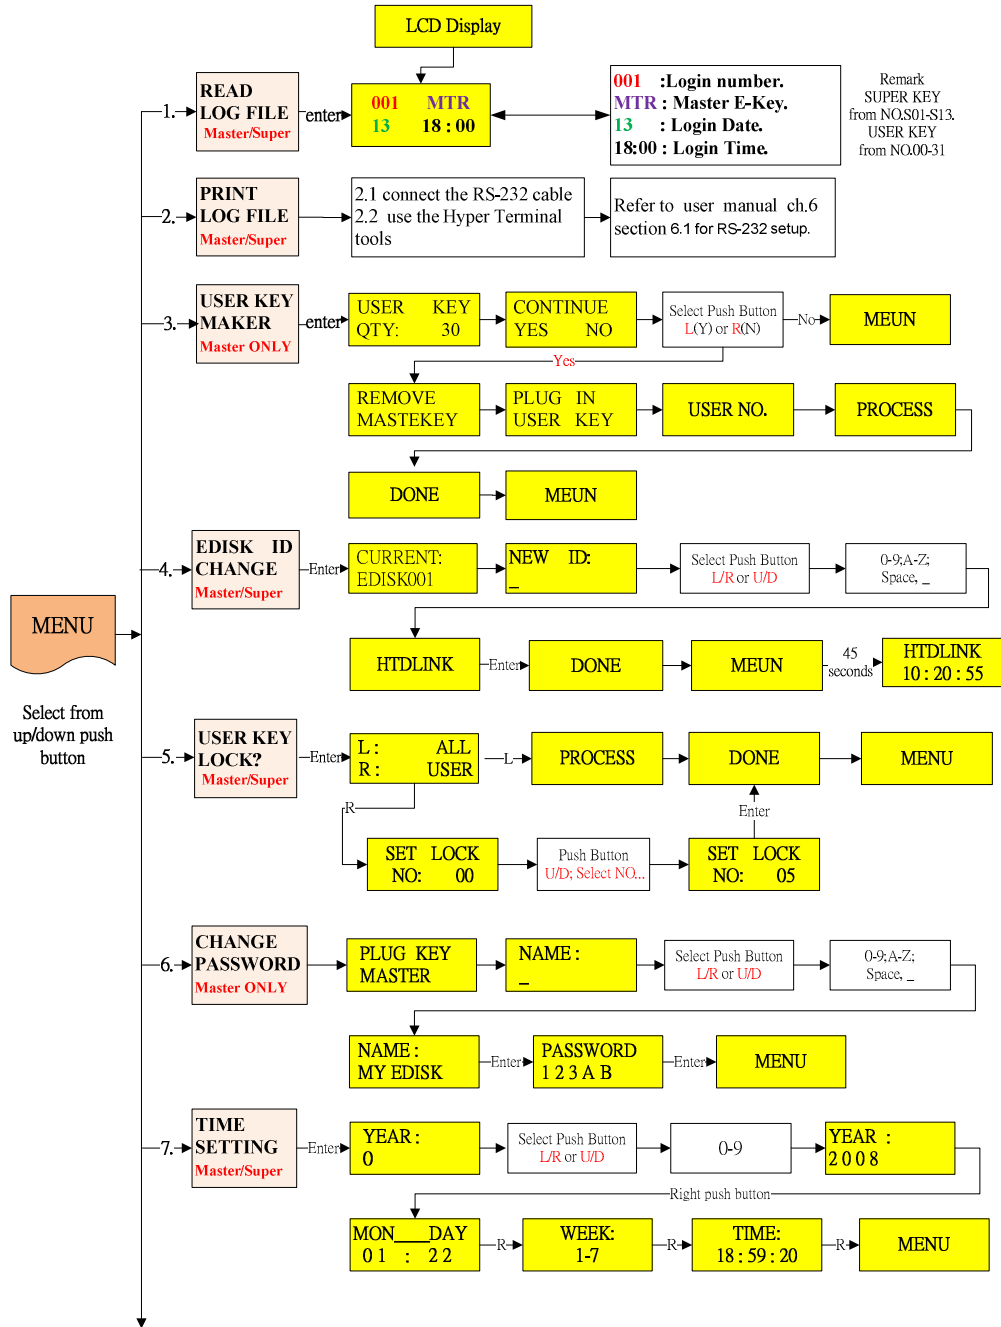 LCD Display
1.
READ
LOG FILE
Master/Super
enter
001 MTR
13 18:00
001 :Login number.
MTR : Master E-Key.
13 : Login Date.
18:00 : Login Time.
Remark
SUPER KEY
from NO.S01-S13.
USER KEY
from NO.00-31
2.
PRINT
LOG FILE
Master/Super
2.1 connect the RS-232 cable
2.2 use the Hyper Terminal
tools
Refer to user manual ch.6
section 6.1 for RS-232 setup.
3.
USER KEY
MAKER
Master ONLY
enter
USER KEY
QTY: 30
CONTINUE
YES NO
Select Push Button
L(Y) or R(N)
No
MEUN
Yes
REMOVE
MASTEKEY
PLUG IN
USER KEY
USER NO.
PROCESS
DONE
MEUN
4.
EDISK ID
CHANGE
Master/Super
Enter
CURRENT:
EDISK001
NEW ID:
_
Select Push Button
L/R or U/D
0-9;A-Z;
Space, _
HTDLINK
Enter
DONE
MEUN
45
seconds
HTDLINK
10:20:55
MENU
Select from
up/down push
button
5.
USER KEY
LOCK?
Master/Super
Enter
L: ALL
R: USER
L
PROCESS
DONE
MENU
R
Enter
SET LOCK
NO: 00
Push Button
U/D; Select NO...
SET LOCK
NO: 05
6.
CHANGE
PASSWORD
Master ONLY
PLUG KEY
MASTER
NAME:
_
Select Push Button
L/R or U/D
0-9;A-Z;
Space, _
NAME:
MY EDISK
Enter
PASSWORD
123AB
Enter
MENU
7.
TIME
SETTING
Master/Super
Enter
YEAR:
0
Select Push Button
L/R or U/D
0-9
YEAR :
2008
Right push button
MON___DAY
01 : 22
R
WEEK:
1-7
R
TIME:
18:59:20
R
MENU